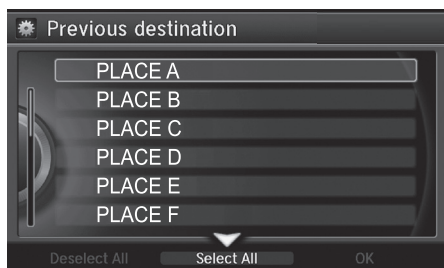 Previous destination
PLACE A
PLACE B
PLACE C
PLACE D
PLACE E
PLACE F
Deselect All Select All OK